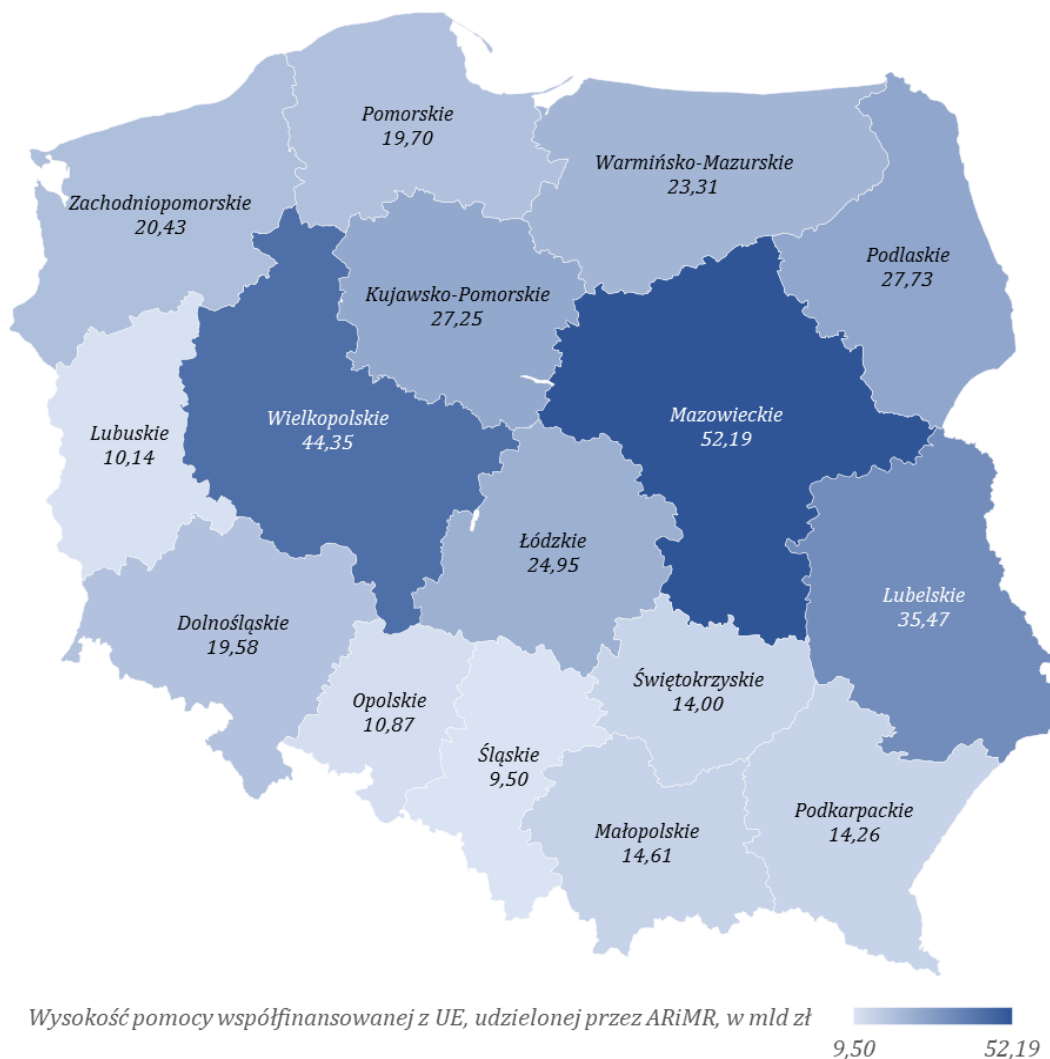 Pomorskie
19,70
Warmińsko-Mazurskie
23,31
Zachodniopomorskie
20,43
Podlaskie
27,73
Kujawsko-Pomorskie
27,25
Wielkopolskie
44,35
Mazowieckie
52,19
Lubuskie
10,14
Łódzkie
24,95
Lubelskie
35,47
Dolnośląskie
19,58
Świętokrzyskie
14,00
Opolskie
10,87
Śląskie
9,50
Podkarpackie
14,26
Małopolskie
14,61
Wysokość pomocy współfinansowanej z UE, udzielonej przez ARiMR, w mld zł
9,50 52,19